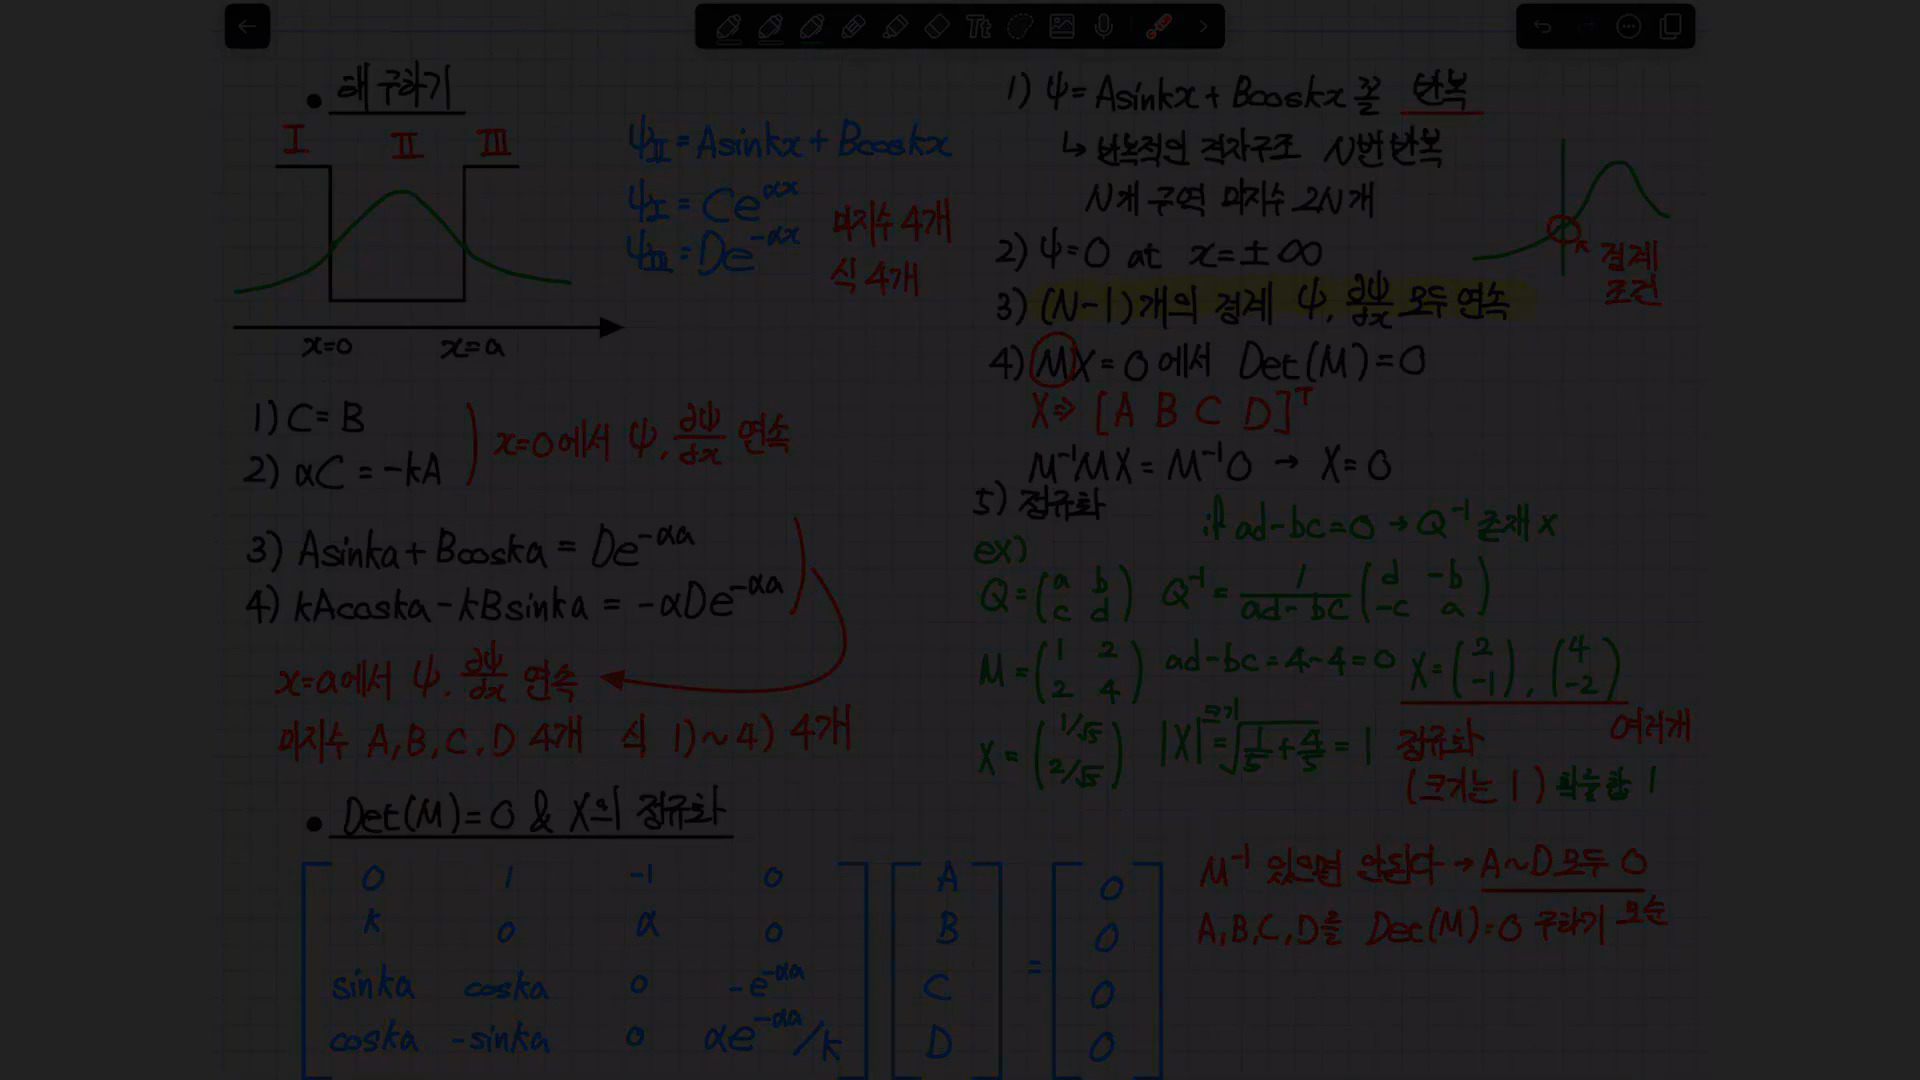 • 해 구하기
I II III
ψII = Asinkx + Bcoskx
ψI = Ce^αx
ψIII = De^-αx
미지수 4개
식 4개
x=0 x=a
1) C = B
2) αC = -kA
x=0에서 ψ, ∂ψ/∂x 연속
3) Asinka + Bcoska = De^-αa
4) kAcoska - kBsinka = -αDe^-αa
x=a에서 ψ, ∂ψ/∂x 연속
미지수 A, B, C, D 4개 식 1)~4) 4개
• Det(M) = 0 & X의 정규화
0 1 -1 0
k 0 α 0
sinka coska 0 -e^-αa
coska -sinka 0 αe^-αa/k
A
B
C
D
=
0
0
0
0
1) ψ = Asinkx + Bcoskx 꼴 반복
↳ 반복적인 격자구조 N번 반복
N개 구역 미지수 2N개
2) ψ = 0 at x = ± ∞
3) (N-1)개의 경계 ψ, ∂ψ/∂x 모두 연속
경계
조건
4) MX = 0 에서 Det(M) = 0
X ⇒ [A B C D]^T
M^-1MX = M^-1 0 → X = 0
5) 정규화
if ad-bc=0 → Q^-1 존재 x
ex)
Q = (a b / c d) Q^-1 = 1/(ad-bc) (d -b / -c a)
M = (1 2 / 2 4) ad-bc=4-4=0 X = (2 / -1), (4 / -2)
여러개
X = (1/√5 / 2/√5) |X| = √(1/5 + 4/5) = 1
크기
정규화
(크기는 1) 확률합 1
M^-1 있으면 안된다 → A~D 모두 0
모순
A, B, C, D를 Det(M)=0 구하기